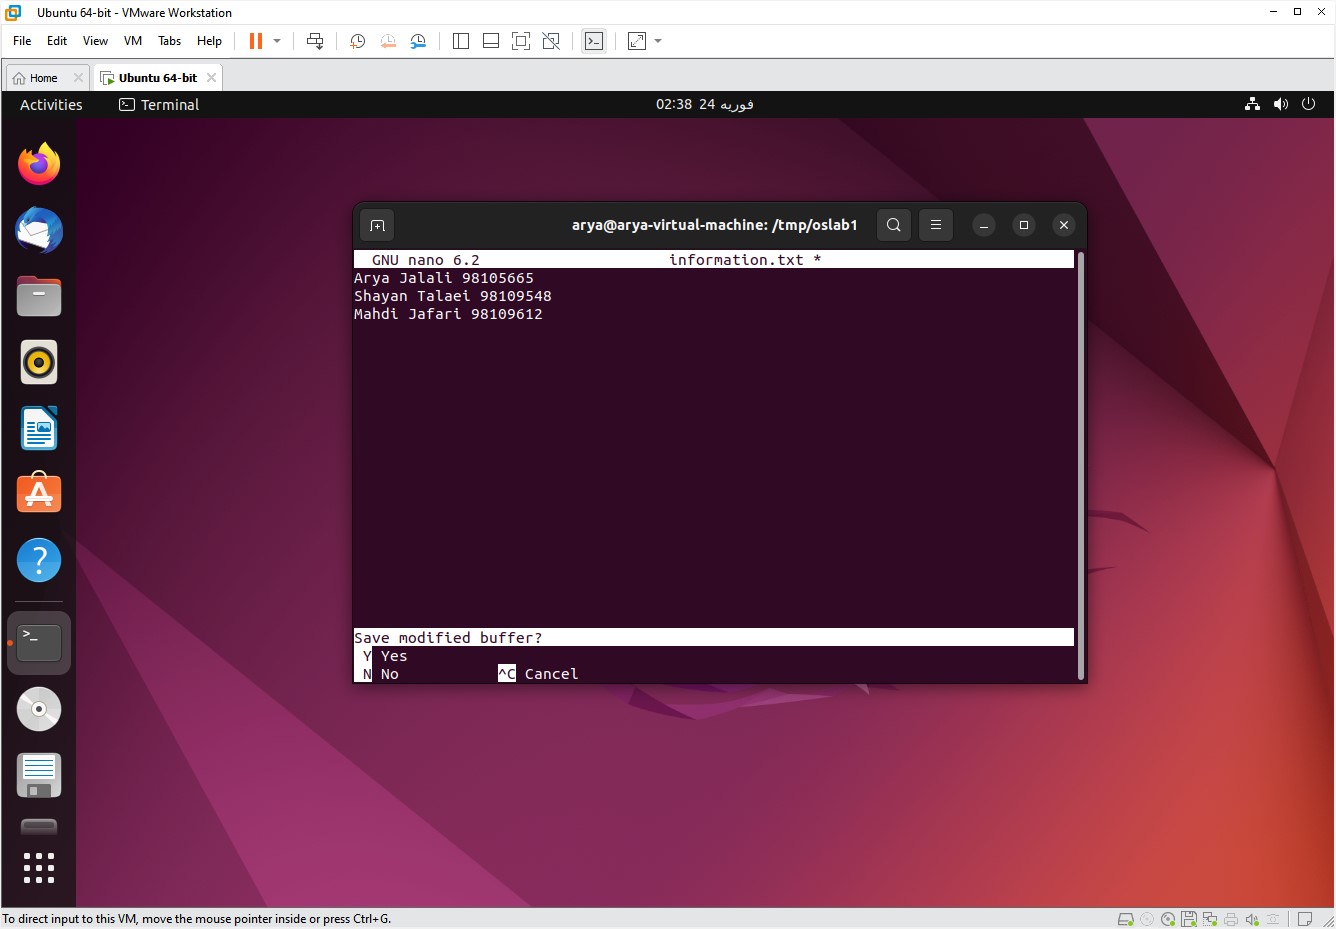 Ubuntu 64-bit - VMware Workstation
File Edit View VM Tabs Help
Home Ubuntu 64-bit
Activities Terminal 02:38 24 فوریه
arya@arya-virtual-machine: /tmp/oslab1
GNU nano 6.2 information.txt *
Arya Jalali 98105665
Shayan Talaei 98109548
Mahdi Jafari 98109612
Save modified buffer?
Y Yes
N No ^C Cancel
To direct input to this VM, move the mouse pointer inside or press Ctrl+G.